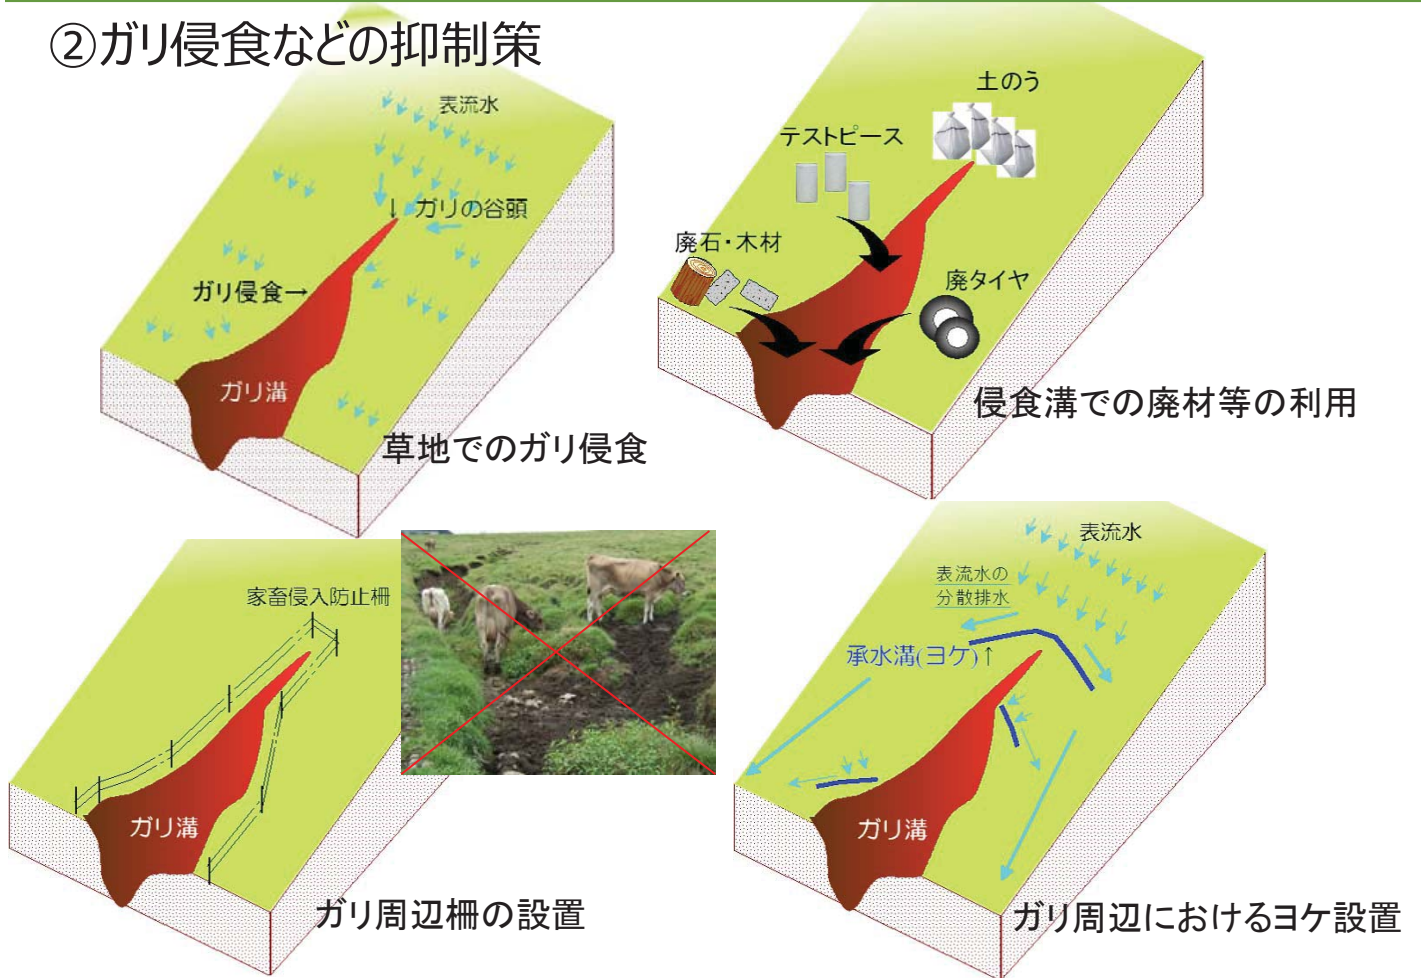 ②ガリ侵食などの抑制策
表流水
↓ ガリの谷頭
ガリ侵食→
ガリ溝
草地でのガリ侵食
土のう
テストピース
廃石・木材
廃タイヤ
侵食溝での廃材等の利用
家畜侵入防止柵
ガリ溝
ガリ周辺柵の設置
表流水
表流水の
分散排水
承水溝(ヨケ)↑
ガリ溝
ガリ周辺におけるヨケ設置